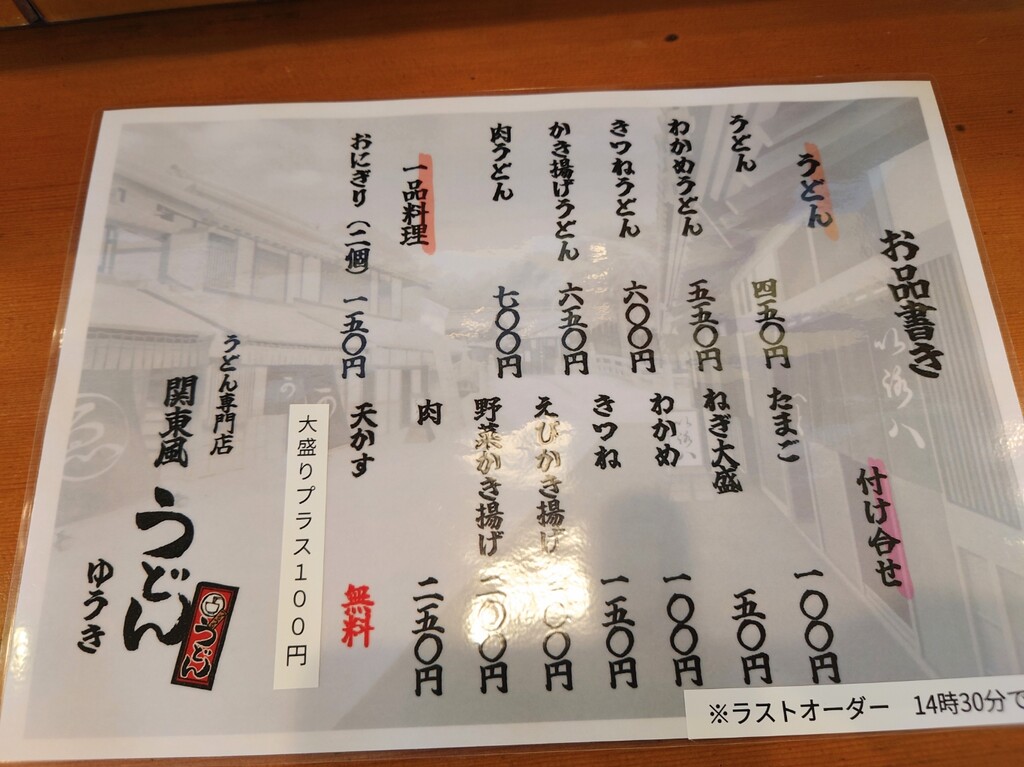 お品書き
うどん
うどん 四五〇円
わかめうどん 五五〇円
きつねうどん 六〇〇円
かき揚げうどん 六五〇円
肉うどん 七〇〇円
一品料理
おにぎり（二個） 一五〇円
付け合せ
たまご 一〇〇円
ねぎ大盛 五〇円
わかめ 一〇〇円
きつね 一五〇円
えびかき揚げ 二〇〇円
野菜かき揚げ 二〇〇円
肉 二五〇円
天かす 無料
大盛りプラス100円
うどん専門店
関東風
うどん
ゆうき
うどん
※ラストオーダー 14時30分で